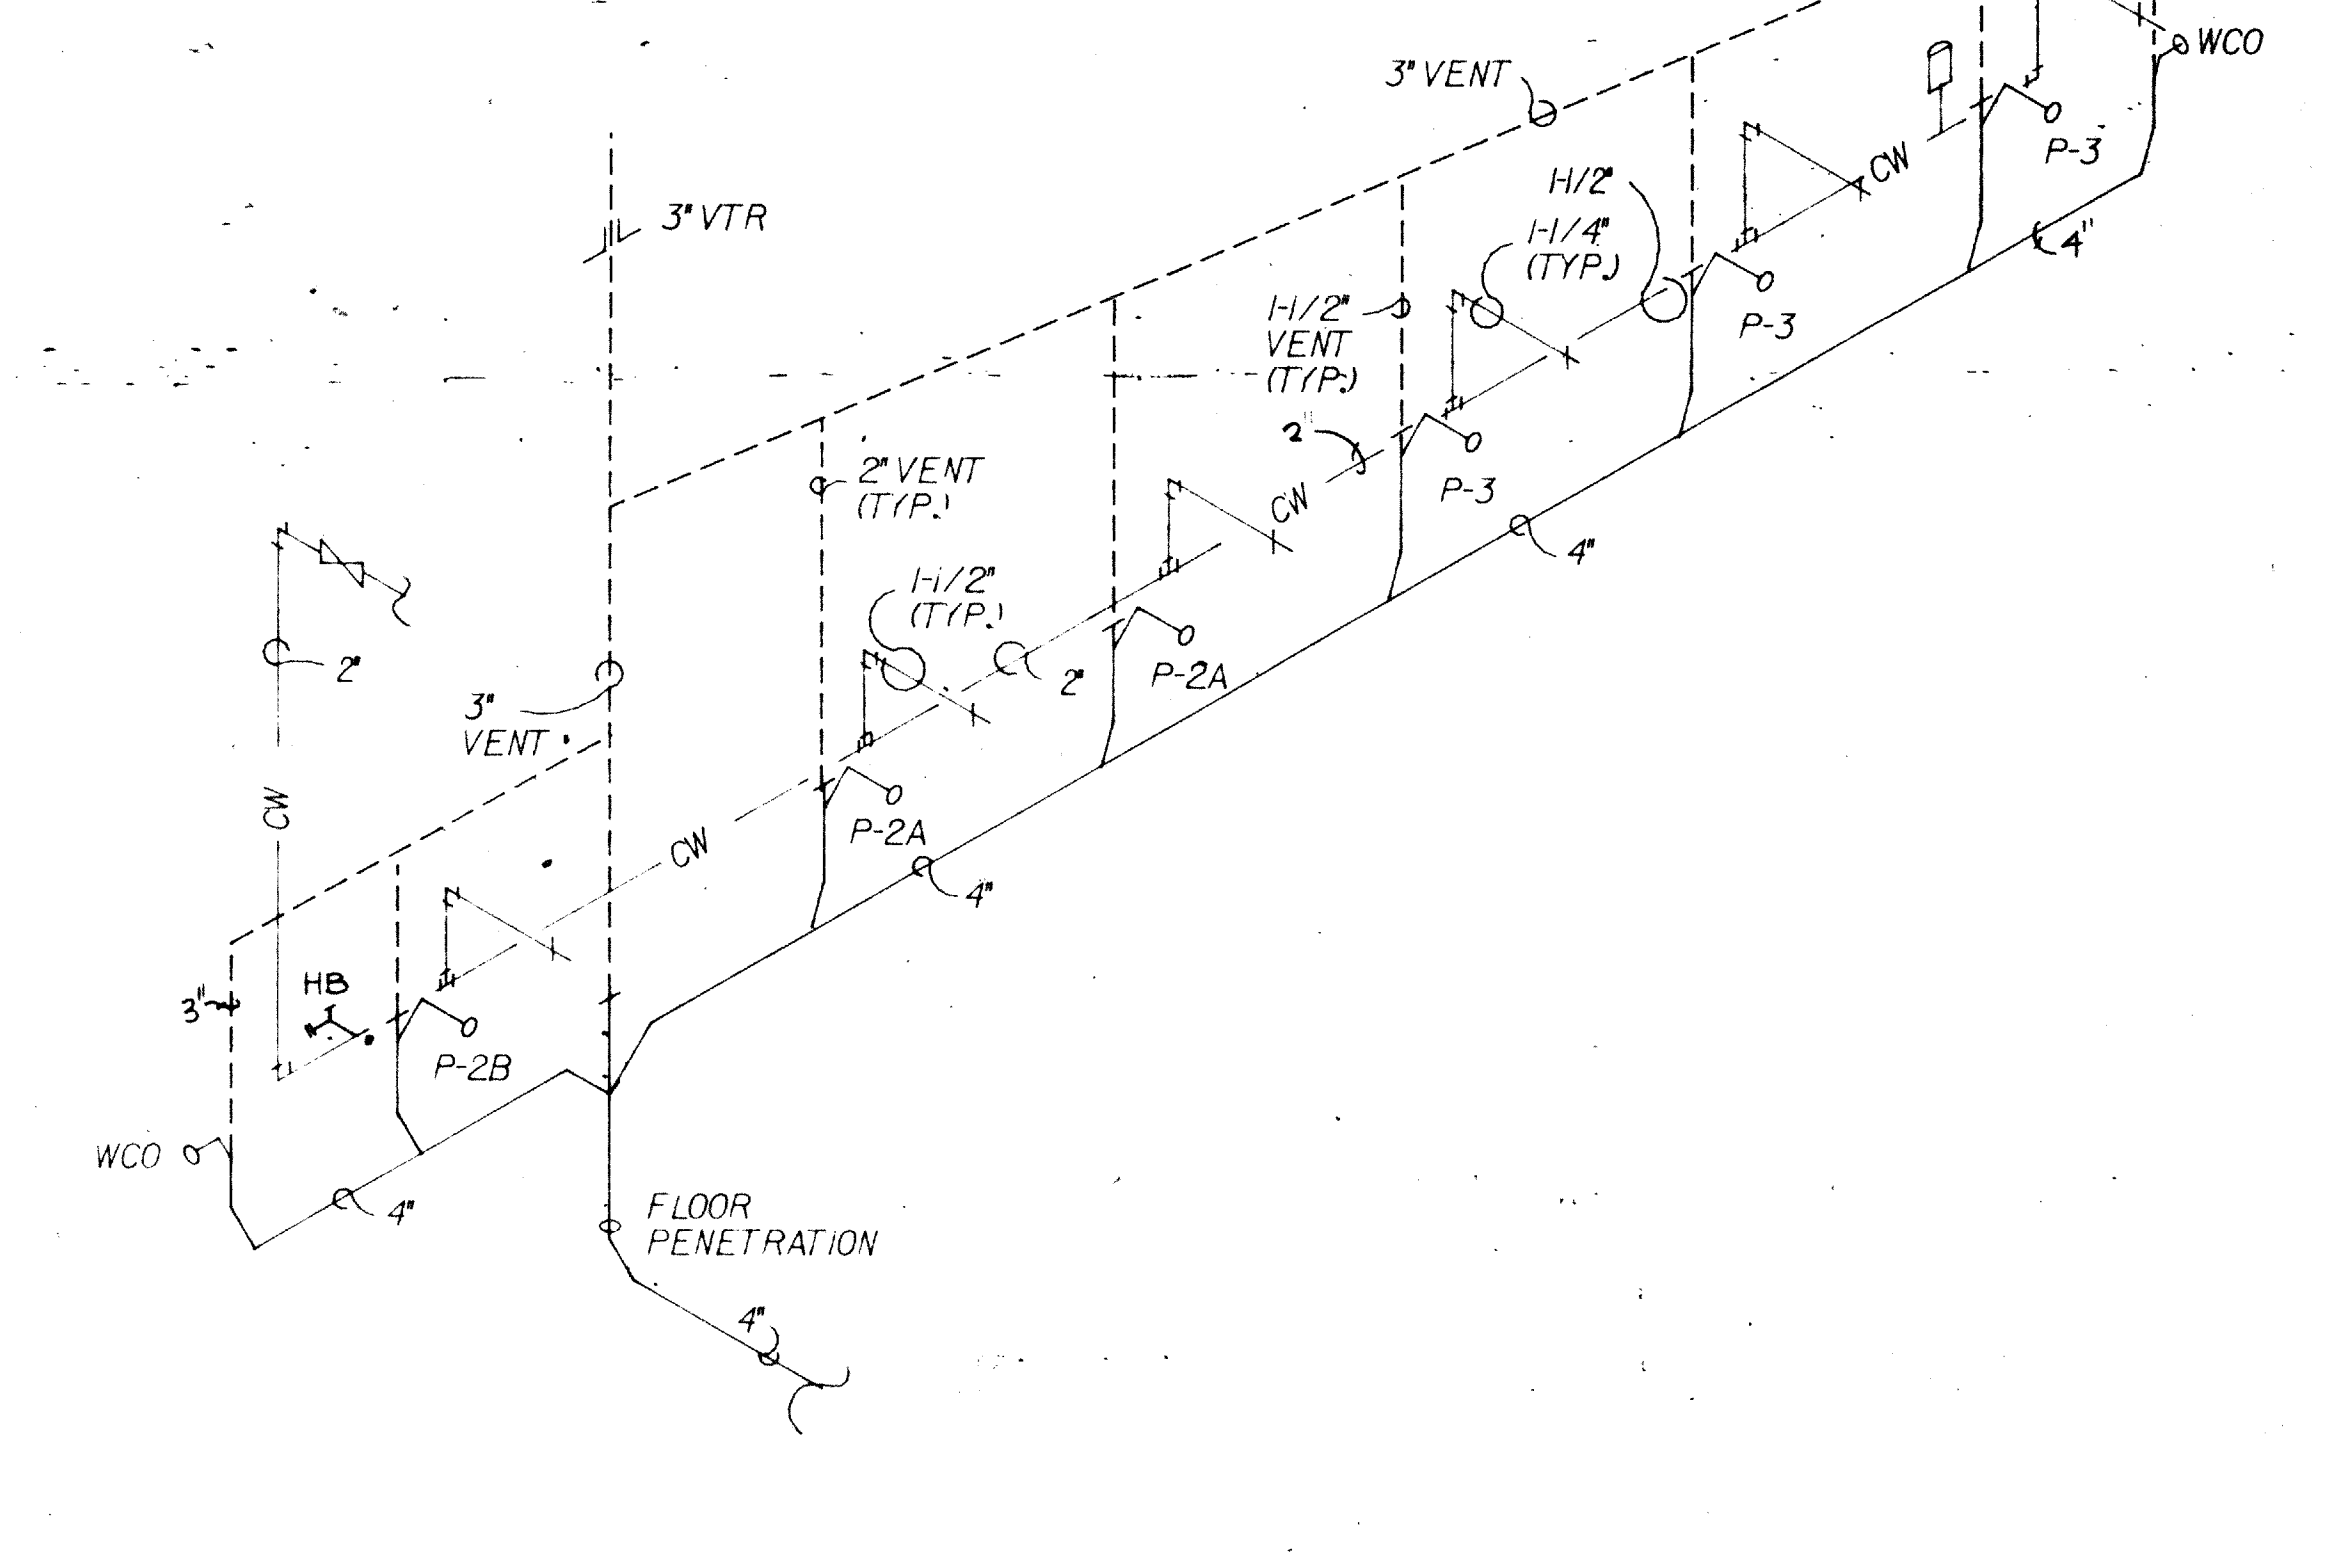 WCO
3" VENT
P-3
CW
H/2"
1-1/4"
(TYP.)
3" VTR
4"
1-1/2"
VENT
(TYP.)
P-3
2"
2" VENT
(TYP.)
P-3
CW
4"
1-1/2"
(TYP.)
2"
2"
P-2A
3"
VENT
CW
P-2A
CW
4"
HB
3"
P-2B
WCO
4"
FLOOR
PENETRATION
4"